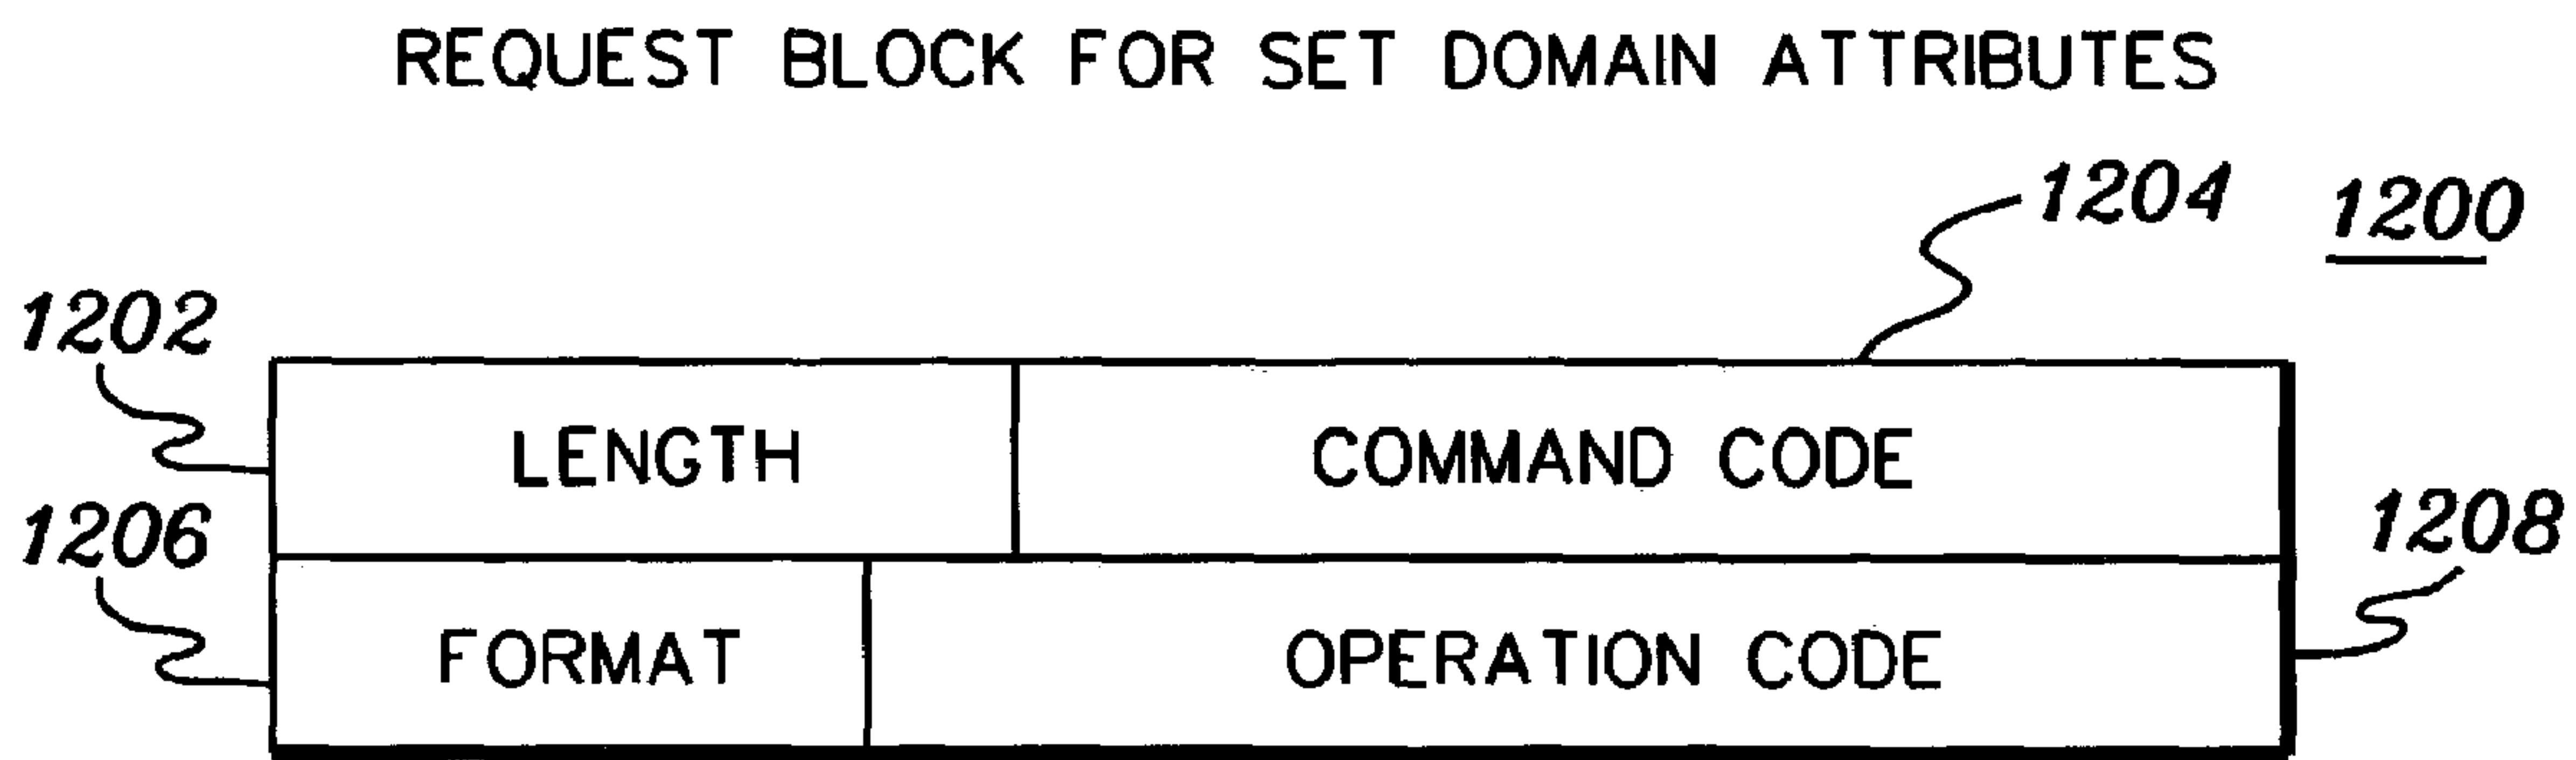 REQUEST BLOCK FOR SET DOMAIN ATTRIBUTES
1204
1200
1202
LENGTH
COMMAND CODE
1206
1208
FORMAT
OPERATION CODE